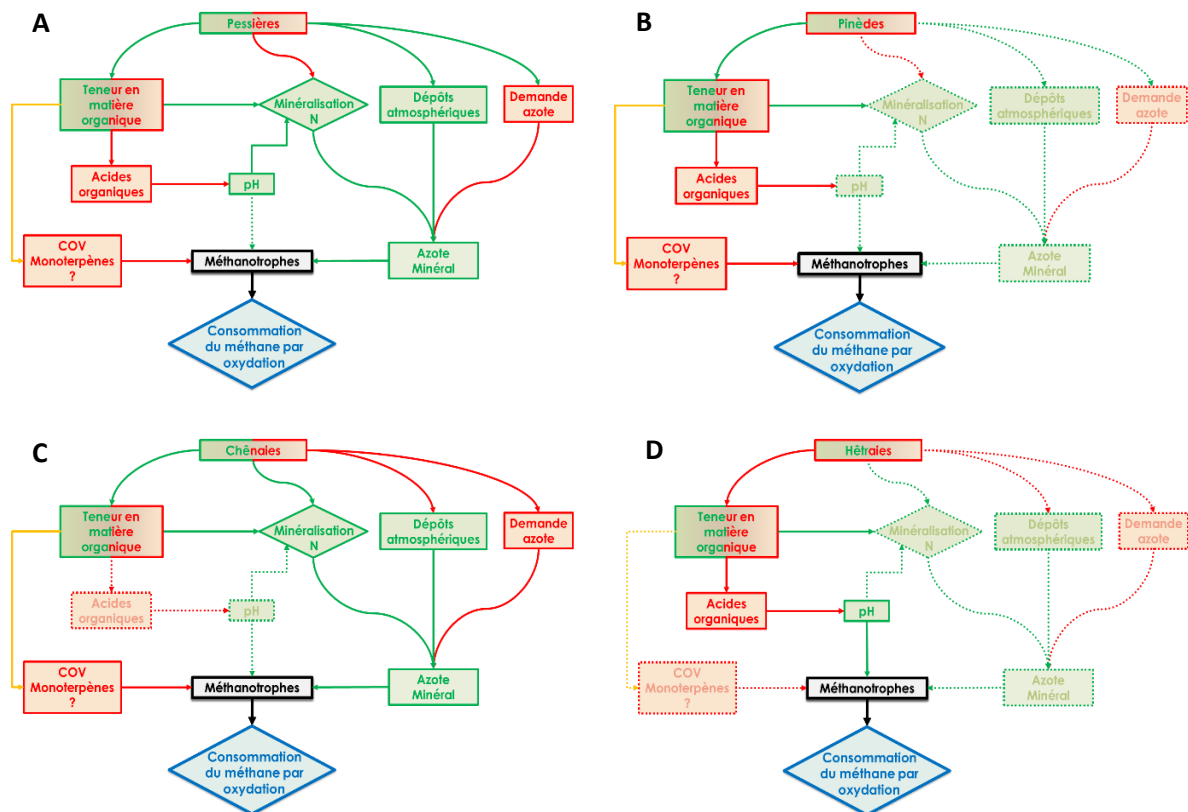 A
Pessières
Teneur en
matière
organique
Minéralisation
N
Dépôts
atmosphériques
Demande
azote
Acides
organiques
pH
COV
Monoterpènes
?
Méthanotrophes
Azote
Minéral
Consommation
du méthane par
oxydation
B
Pinèdes
Teneur en
matière
organique
Minéralisation
N
Dépôts
atmosphériques
Demande
azote
Acides
organiques
pH
COV
Monoterpènes
?
Méthanotrophes
Azote
Minéral
Consommation
du méthane par
oxydation
C
Chênaies
Teneur en
matière
organique
Minéralisation
N
Dépôts
atmosphériques
Demande
azote
Acides
organiques
pH
COV
Monoterpènes
?
Méthanotrophes
Azote
Minéral
Consommation
du méthane par
oxydation
D
Hêtraies
Teneur en
matière
organique
Minéralisation
N
Dépôts
atmosphériques
Demande
azote
Acides
organiques
pH
COV
Monoterpènes
?
Méthanotrophes
Azote
Minéral
Consommation
du méthane par
oxydation